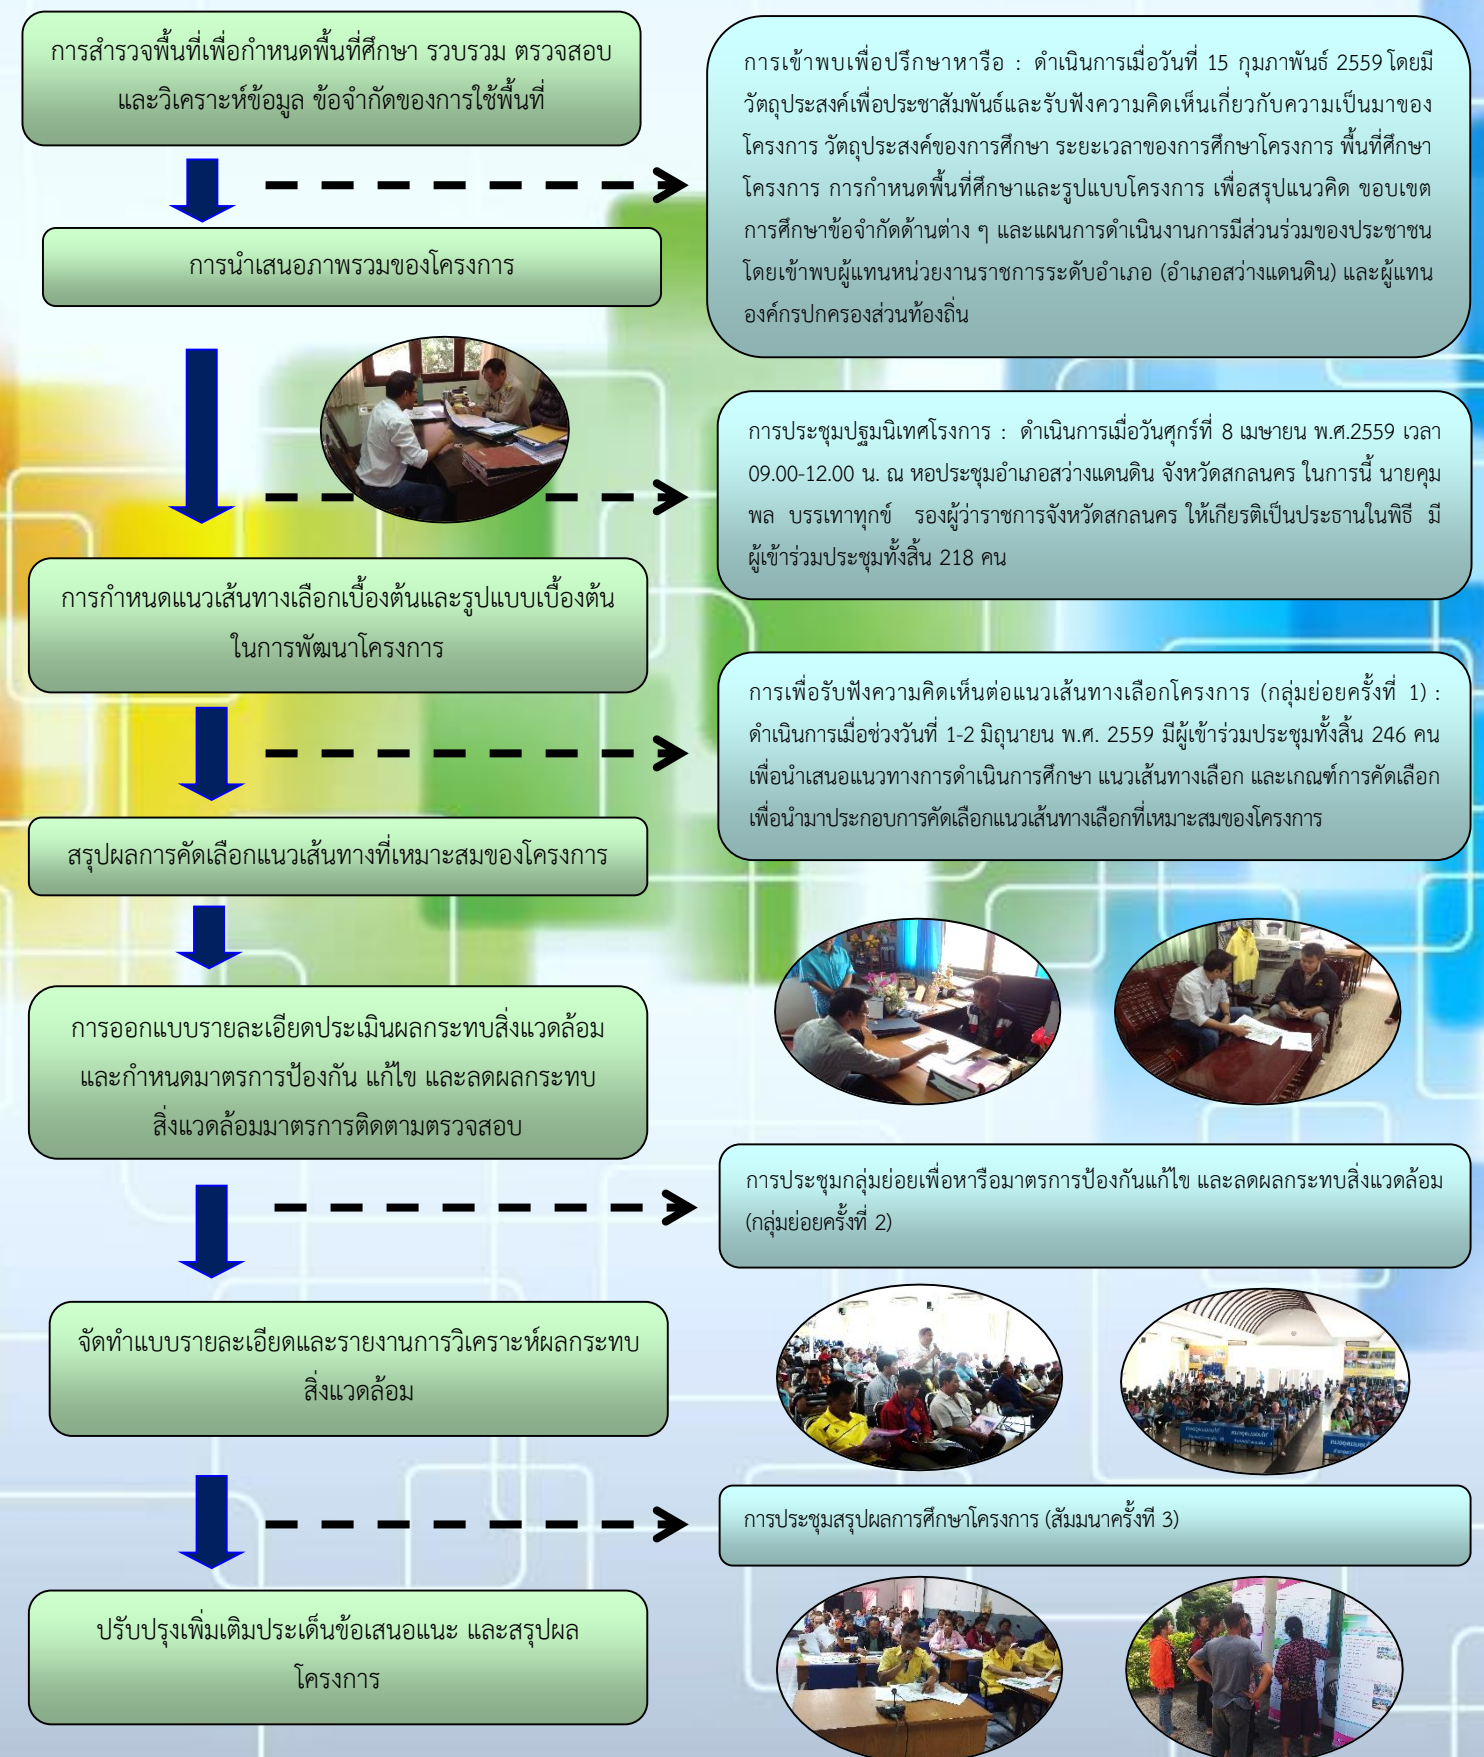 การสำรวจพื้นที่เพื่อกำหนดพื้นที่ศึกษา รวบรวม ตรวจสอบ
และวิเคราะห์ข้อมูล ข้อจำกัดของการใช้พื้นที่
การเข้าพบเพื่อปรึกษาหารือ : ดำเนินการเมื่อวันที่ 15 กุมภาพันธ์ 2559 โดยมี
วัตถุประสงค์เพื่อประชาสัมพันธ์และรับฟังความคิดเห็นเกี่ยวกับความเป็นมาของ
โครงการ วัตถุประสงค์ของการศึกษา ระยะเวลาของการศึกษาโครงการ พื้นที่ศึกษา
โครงการ การกำหนดพื้นที่ศึกษาและรูปแบบโครงการ เพื่อสรุปแนวคิด ขอบเขต
การศึกษาข้อจำกัดด้านต่าง ๆ และแผนการดำเนินงานการมีส่วนร่วมของประชาชน
โดยเข้าพบผู้แทนหน่วยงานราชการระดับอำเภอ (อำเภอสว่างแดนดิน) และผู้แทน
องค์กรปกครองส่วนท้องถิ่น
การนำเสนอภาพรวมของโครงการ
การประชุมปฐมนิเทศโรงการ : ดำเนินการเมื่อวันศุกร์ที่ 8 เมษายน พ.ศ.2559 เวลา
09.00-12.00 น. ณ หอประชุมอำเภอสว่างแดนดิน จังหวัดสกลนคร ในการนี้ นายคุม
พล บรรเทาทุกข์ รองผู้ว่าราชการจังหวัดสกลนคร ให้เกียรติเป็นประธานในพิธี มี
ผู้เข้าร่วมประชุมทั้งสิ้น 218 คน
การกำหนดแนวเส้นทางเลือกเบื้องต้นและรูปแบบเบื้องต้น
ในการพัฒนาโครงการ
การเพื่อรับฟังความคิดเห็นต่อแนวเส้นทางเลือกโครงการ (กลุ่มย่อยครั้งที่ 1) :
ดำเนินการเมื่อช่วงวันที่ 1-2 มิถุนายน พ.ศ. 2559 มีผู้เข้าร่วมประชุมทั้งสิ้น 246 คน
เพื่อนำเสนอแนวทางการดำเนินการศึกษา แนวเส้นทางเลือก และเกณฑ์การคัดเลือก
เพื่อนำมาประกอบการคัดเลือกแนวเส้นทางเลือกที่เหมาะสมของโครงการ
สรุปผลการคัดเลือกแนวเส้นทางที่เหมาะสมของโครงการ
การออกแบบรายละเอียดประเมินผลกระทบสิ่งแวดล้อม
และกำหนดมาตรการป้องกัน แก้ไข และลดผลกระทบ
สิ่งแวดล้อมมาตรการติดตามตรวจสอบ
การประชุมกลุ่มย่อยเพื่อหารือมาตรการป้องกันแก้ไข และลดผลกระทบสิ่งแวดล้อม
(กลุ่มย่อยครั้งที่ 2)
จัดทำแบบรายละเอียดและรายงานการวิเคราะห์ผลกระทบ
สิ่งแวดล้อม
การประชุมสรุปผลการศึกษาโครงการ (สัมมนาครั้งที 3)
ปรับปรุงเพิ่มเติมประเด็นข้อเสนอแนะ และสรุปผล
โครงการ